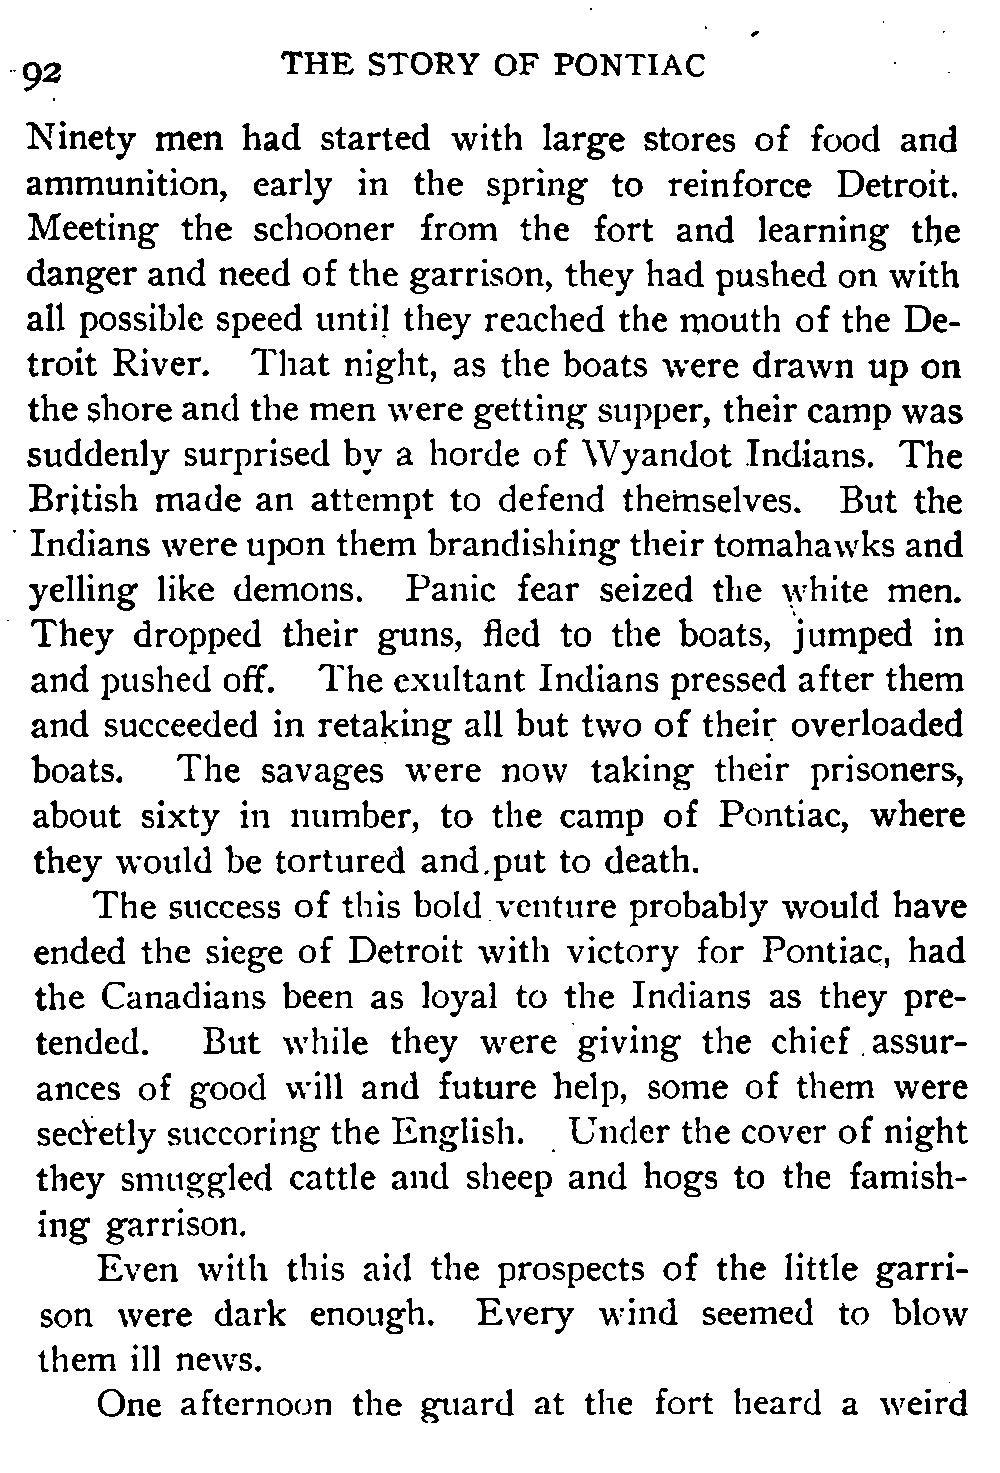 92 THE STORY OF PONTIAC
Ninety men had started with large stores of food and
ammunition, early in the spring to reinforce Detroit.
Meeting the schooner from the fort and learning the
danger and need of the garrison, they had pushed on with
all possible speed until they reached the mouth of the De-
troit River. That night, as the boats were drawn up on
the shore and the men were getting supper, their camp was
suddenly surprised by a horde of Wyandot Indians. The
British made an attempt to defend themselves. But the
Indians were upon them brandishing their tomahawks and
yelling like demons. Panic fear seized the white men.
They dropped their guns, fled to the boats, jumped in
and pushed off. The exultant Indians pressed after them
and succeeded in retaking all but two of their overloaded
boats. The savages were now taking their prisoners,
about sixty in number, to the camp of Pontiac, where
they would be tortured and put to death.
The success of this bold venture probably would have
ended the siege of Detroit with victory for Pontiac, had
the Canadians been as loyal to the Indians as they pre-
tended. But while they were giving the chief assur-
ances of good will and future help, some of them were
secretly succoring the English. Under the cover of night
they smuggled cattle and sheep and hogs to the famish-
ing garrison.
Even with this aid the prospects of the little garri-
son were dark enough. Every wind seemed to blow
them ill news.
One afternoon the guard at the fort heard a weird